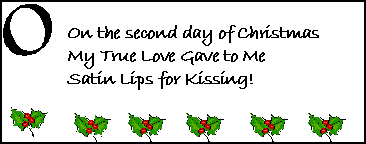 O On the second day of Christmas
My True Love Gave to Me
Satin Lips for Kissing!